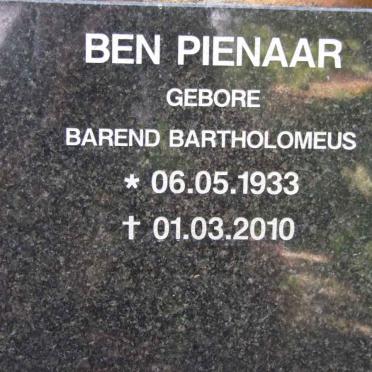 BEN PIENAAR
GEBORE
BAREND BARTHOLOMEUS
* 06.05.1933
† 01.03.2010